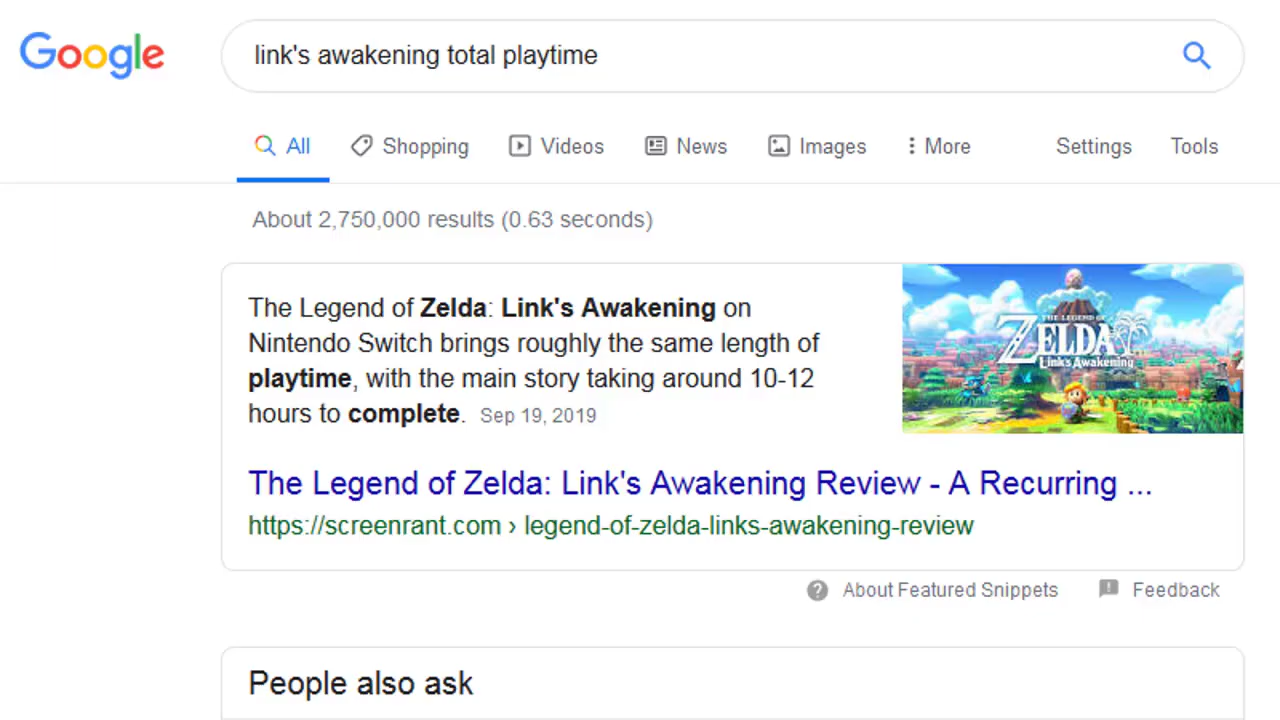 Google
link's awakening total playtime
All Shopping Videos News Images More Settings Tools
About 2,750,000 results (0.63 seconds)
The Legend of Zelda: Link's Awakening on
Nintendo Switch brings roughly the same length of
playtime, with the main story taking around 10-12
hours to complete. Sep 19, 2019
THE LEGEND OF
ZELDA
Link's Awakening
The Legend of Zelda: Link's Awakening Review - A Recurring ...
https://screenrant.com › legend-of-zelda-links-awakening-review
About Featured Snippets Feedback
People also ask